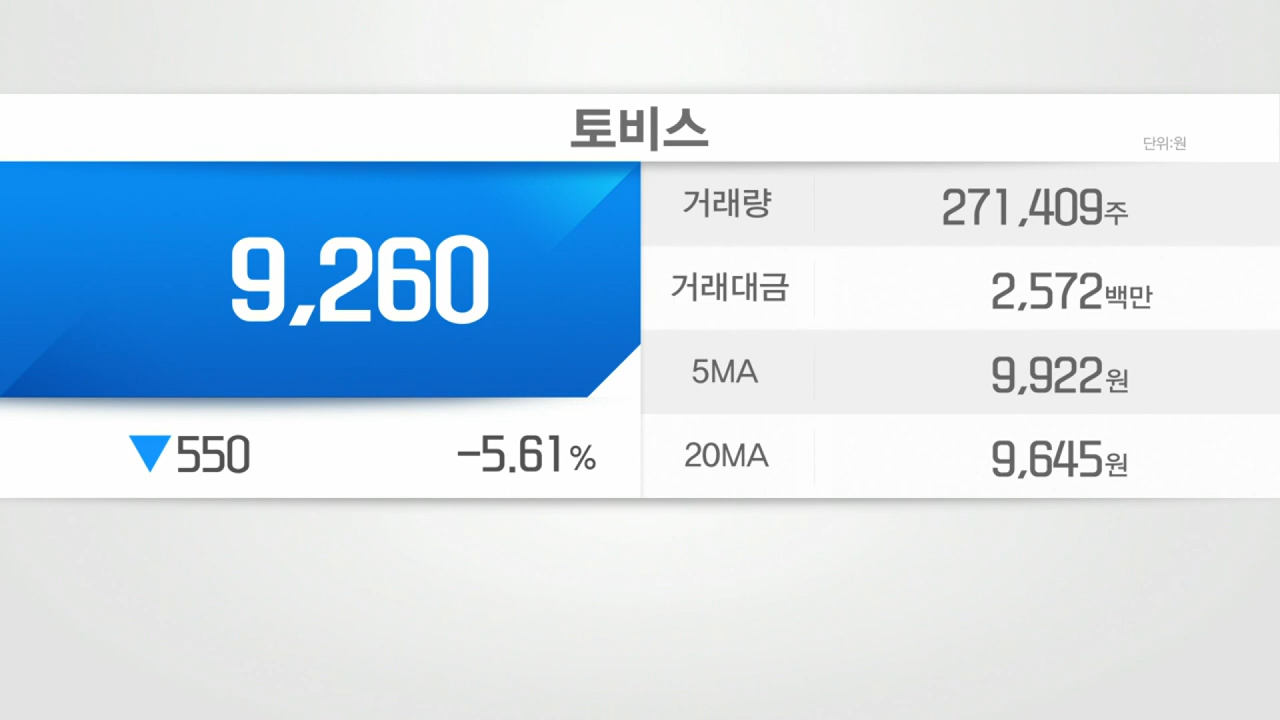 토비스
단위:원
9,260
▼550 -5.61%
거래량 271,409주
거래대금 2,572백만
5MA 9,922원
20MA 9,645원